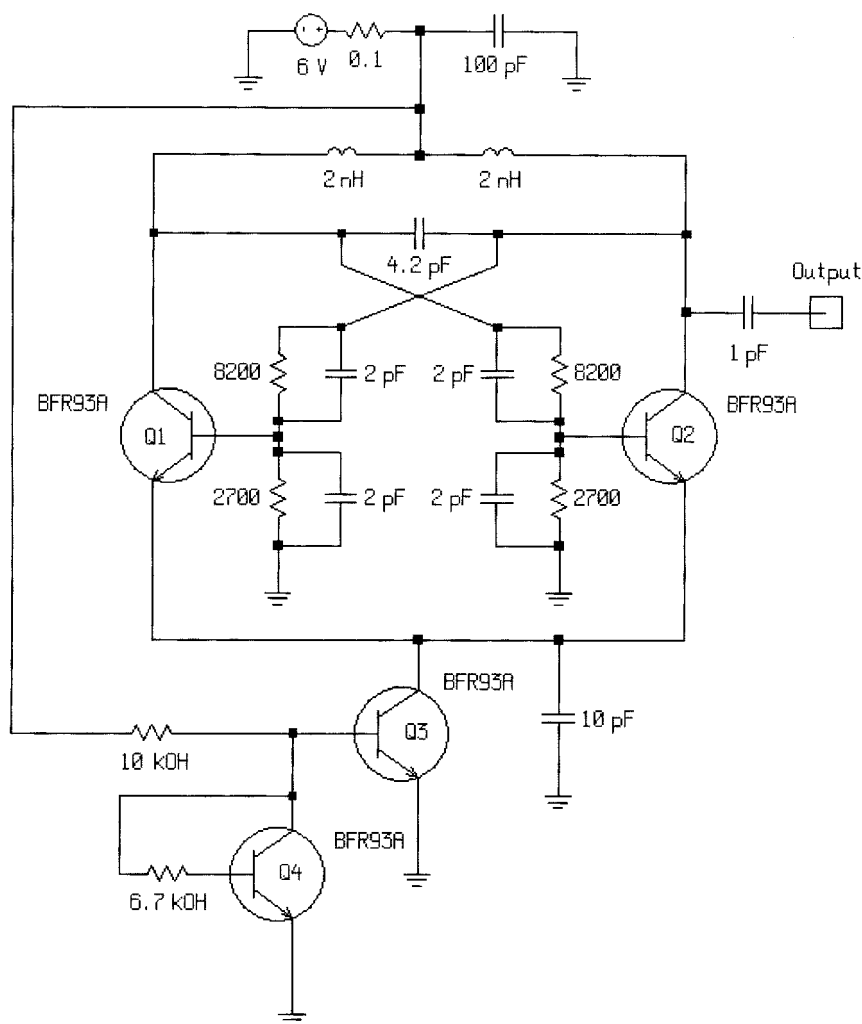 6 V
0.1
100 pF
2 nH
2 nH
4.2 pF
Output
1 pF
8200
2 pF
2 pF
8200
BFR93A
BFR93A
Q1
Q2
2700
2 pF
2 pF
2700
BFR93A
Q3
10 pF
10 kOH
BFR93A
Q4
6.7 kOH